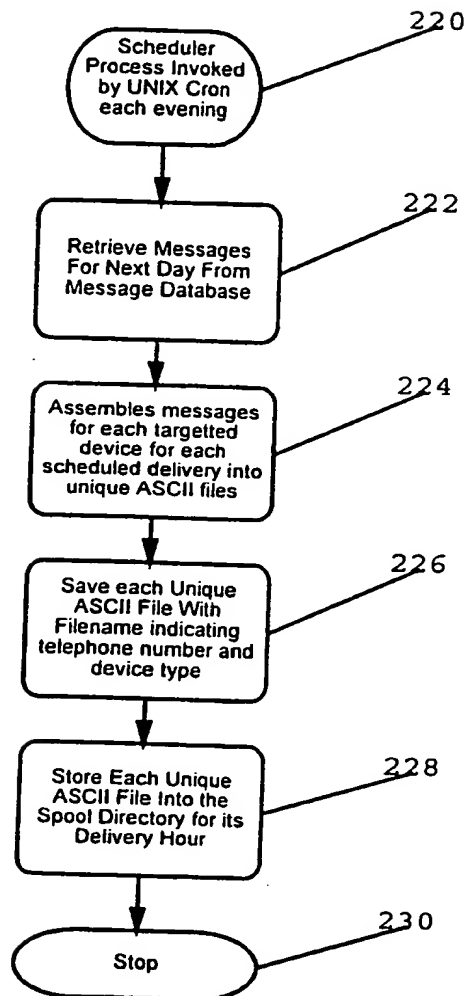 220
Scheduler
Process Invoked
by UNIX Cron
each evening
222
Retrieve Messages
For Next Day From
Message Database
224
Assembles messages
for each targetted
device for each
scheduled delivery into
unique ASCII files
226
Save each Unique
ASCII File With
Filename indicating
telephone number and
device type
228
Store Each Unique
ASCII File Into the
Spool Directory for its
Delivery Hour
230
Stop